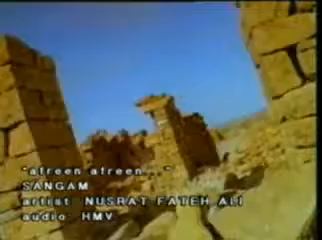 "afreen afreen..."
SANGAM
artist NUSRAT FATEH ALI
audio HMV